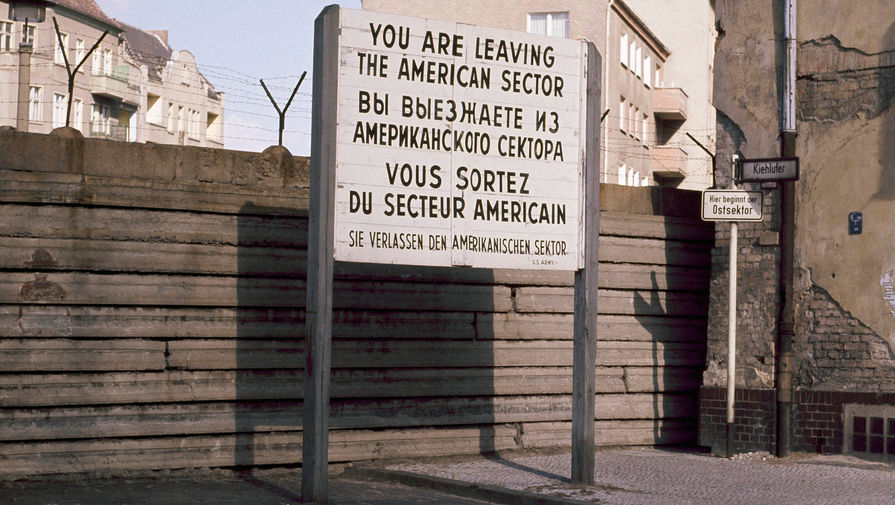 YOU ARE LEAVING
THE AMERICAN SECTOR
ВЫ ВЫЕЗЖАЕТЕ ИЗ
АМЕРИКАНСКОГО СЕКТОРА
VOUS SORTEZ
DU SECTEUR AMERICAIN
SIE VERLASSEN DEN AMERIKANISCHEN SEKTOR
U.S. ARMY
Kiehlufer
Hier beginnt der
Ostsektor